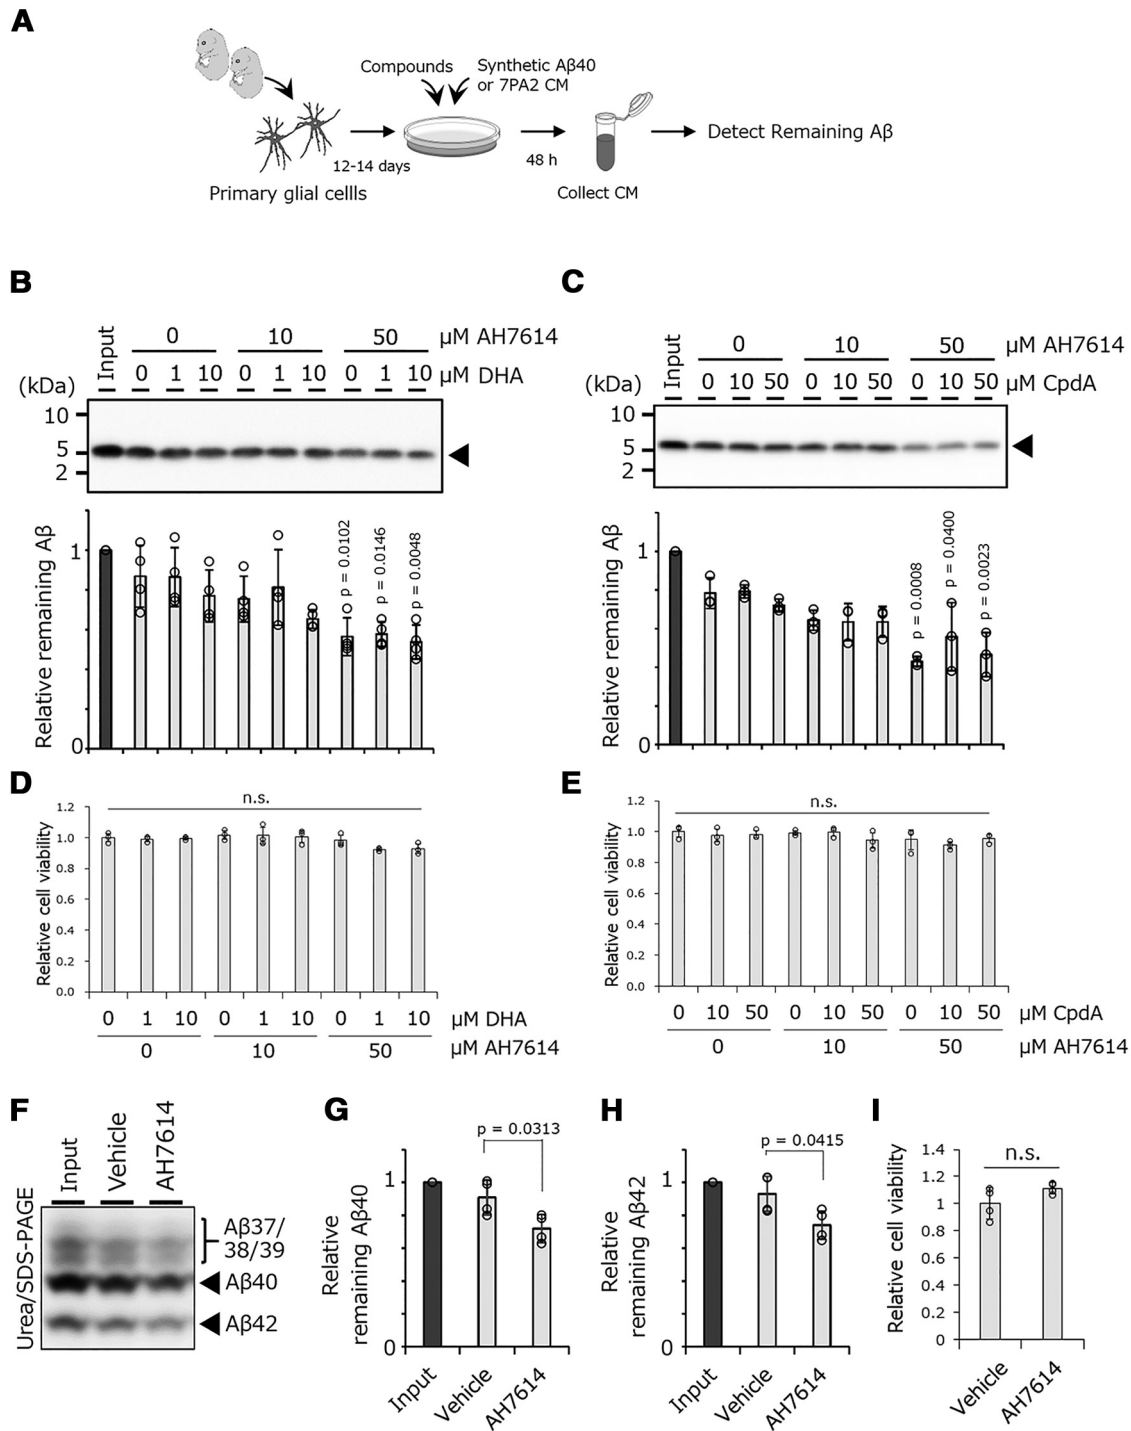 A
Compounds
Synthetic Aβ40
or 7PA2 CM
12-14 days
48 h
Detect Remaining Aβ
Primary glial cellls
Collect CM
B
Input
0 10 50 μM AH7614
0 1 10 0 1 10 0 1 10 μM DHA
(kDa)
10
5
2
Relative remaining Aβ
1
0
p = 0.0102
p = 0.0146
p = 0.0048
C
Input
0 10 50 μM AH7614
0 10 50 0 10 50 0 10 50 μM CpdA
(kDa)
10
5
2
Relative remaining Aβ
1
0
p = 0.0008
p = 0.0400
p = 0.0023
D
n.s.
Relative cell viability
1.2
1.0
0.8
0.6
0.4
0.2
0.0
0 1 10 0 1 10 0 1 10 μM DHA
0 10 50 μM AH7614
E
n.s.
Relative cell viability
1.2
1.0
0.8
0.6
0.4
0.2
0.0
0 10 50 0 10 50 0 10 50 μM CpdA
0 10 50 μM AH7614
F
Input
Vehicle
AH7614
Urea/SDS-PAGE
Aβ37/
38/39
Aβ40
Aβ42
G
p = 0.0313
Relative
remaining Aβ40
1
0
Input
Vehicle
AH7614
H
p = 0.0415
Relative
remaining Aβ42
1
0
Input
Vehicle
AH7614
I
n.s.
Relative cell viability
1.4
1.2
1
0.8
0.6
0.4
0.2
0
Vehicle
AH7614